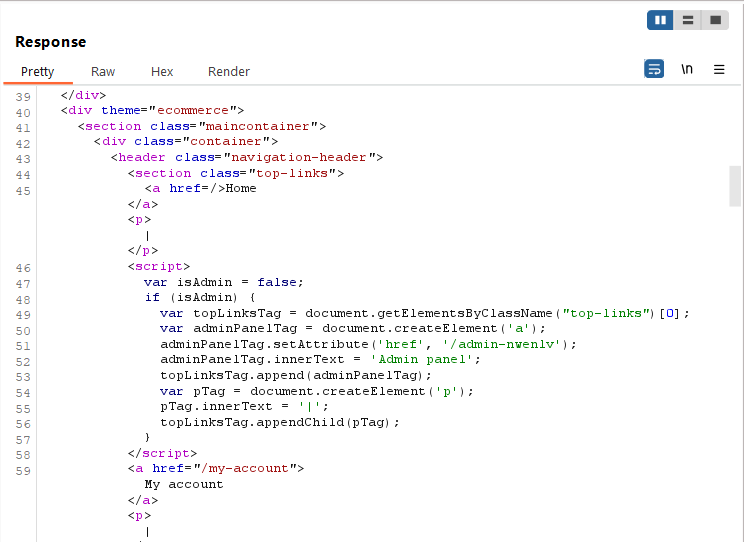 Response
Pretty Raw Hex Render \n
39 </div>
40 <div theme="ecommerce">
41 <section class="maincontainer">
42 <div class="container">
43 <header class="navigation-header">
44 <section class="top-links">
45 <a href=/>Home
</a>
<p>
|
</p>
46 <script>
47 var isAdmin = false;
48 if (isAdmin) {
49 var topLinksTag = document.getElementsByClassName("top-links")[0];
50 var adminPanelTag = document.createElement('a');
51 adminPanelTag.setAttribute('href', '/admin-nwenlv');
52 adminPanelTag.innerText = 'Admin panel';
53 topLinksTag.append(adminPanelTag);
54 var pTag = document.createElement('p');
55 pTag.innerText = '|';
56 topLinksTag.appendChild(pTag);
57 }
58 </script>
59 <a href="/my-account">
My account
</a>
<p>
|